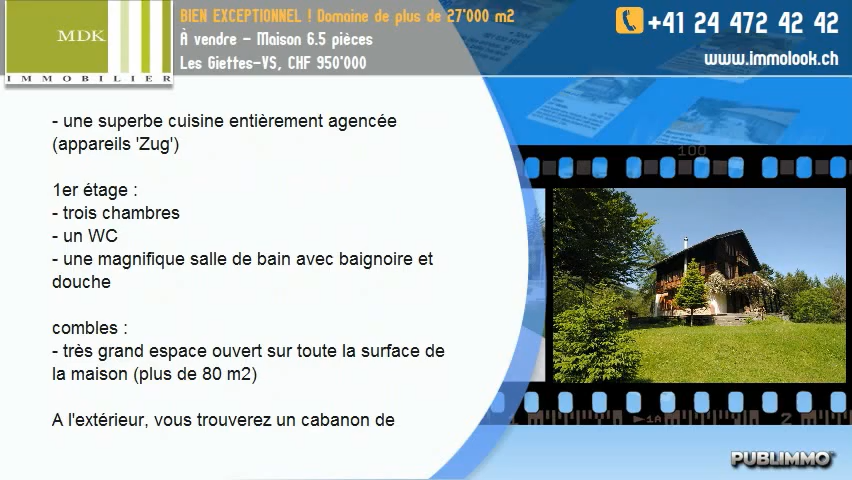 MDK
IMMOBILIER
BIEN EXCEPTIONNEL ! Domaine de plus de 27'000 m2
À vendre - Maison 6.5 pièces
Les Giettes-VS, CHF 950'000
+41 24 472 42 42
www.immolook.ch
- une superbe cuisine entièrement agencée
(appareils 'Zug')
1er étage :
- trois chambres
- un WC
- une magnifique salle de bain avec baignoire et
douche
combles :
- très grand espace ouvert sur toute la surface de
la maison (plus de 80 m2)
A l'extérieur, vous trouverez un cabanon de
100
1A
2
PUBLIMMO